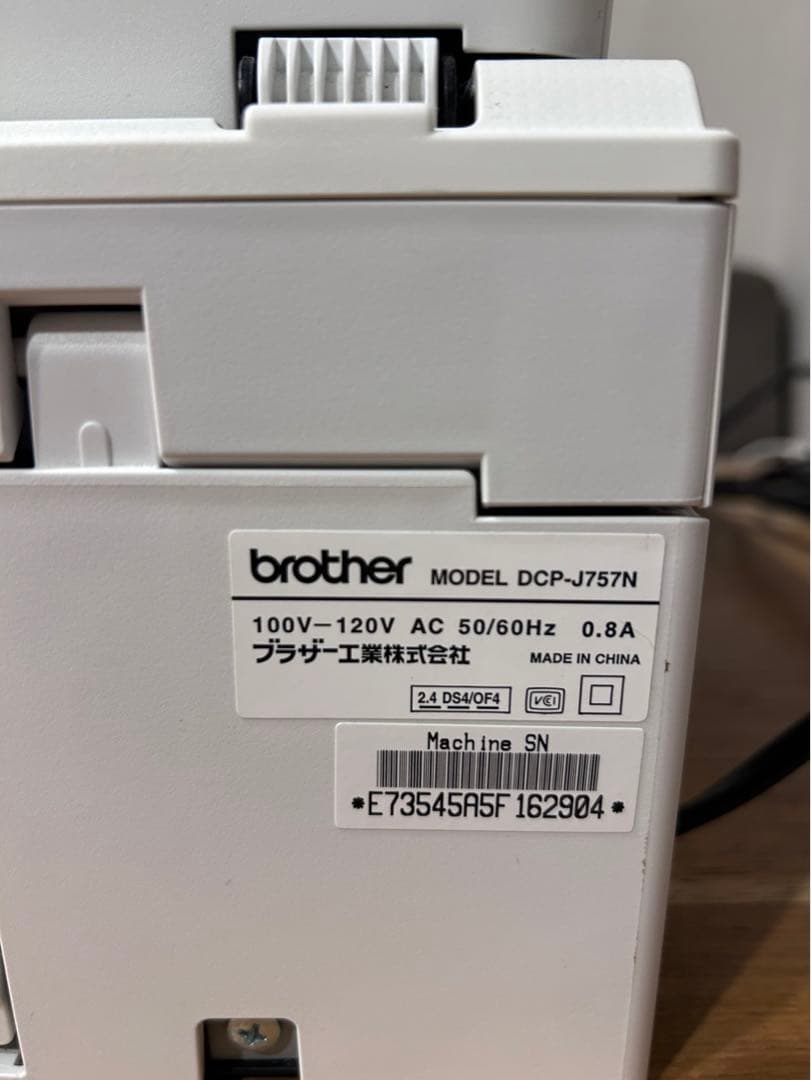 brother MODEL DCP-J757N
100V－120V AC 50/60Hz 0.8A
ブラザー工業株式会社 MADE IN CHINA
2.4 DS4/OF4 VCCI
Machine SN
*E73545A5F162904*